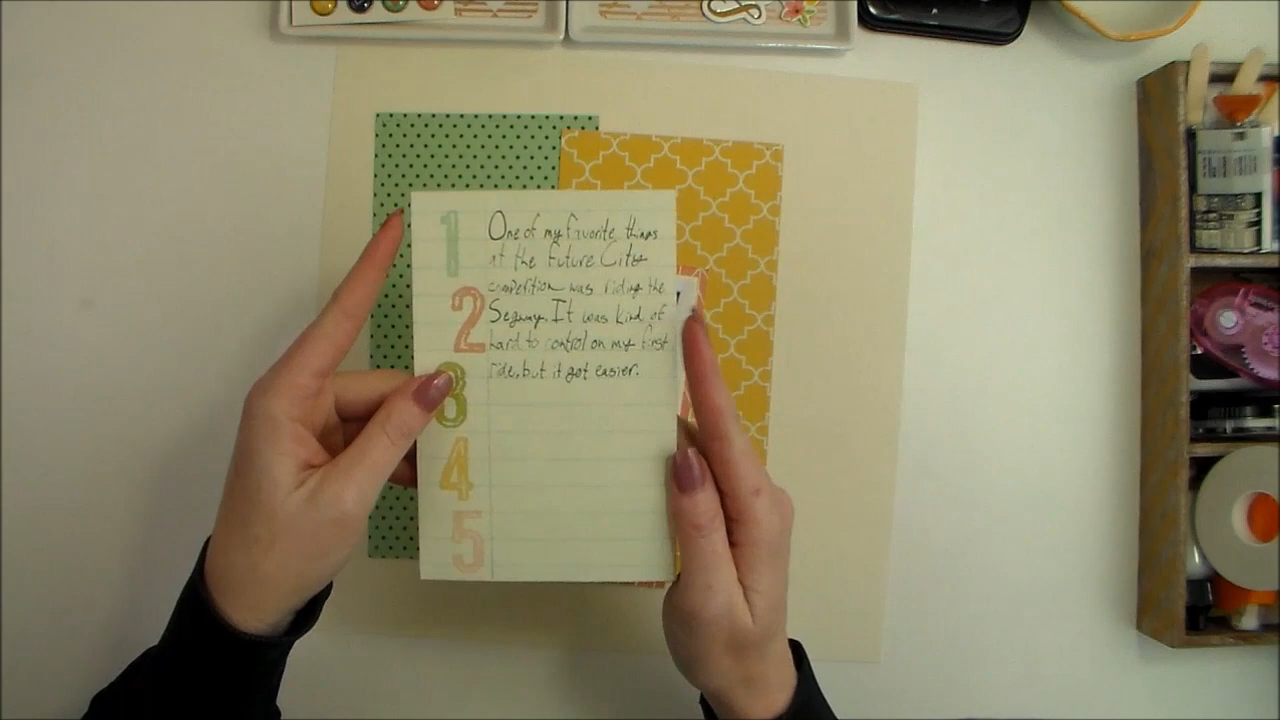 1 One of my favorite things
at the Future City
competition was riding the
2 Segway. It was kind of
hard to control on my first
3 ride, but it got easier.
4
5